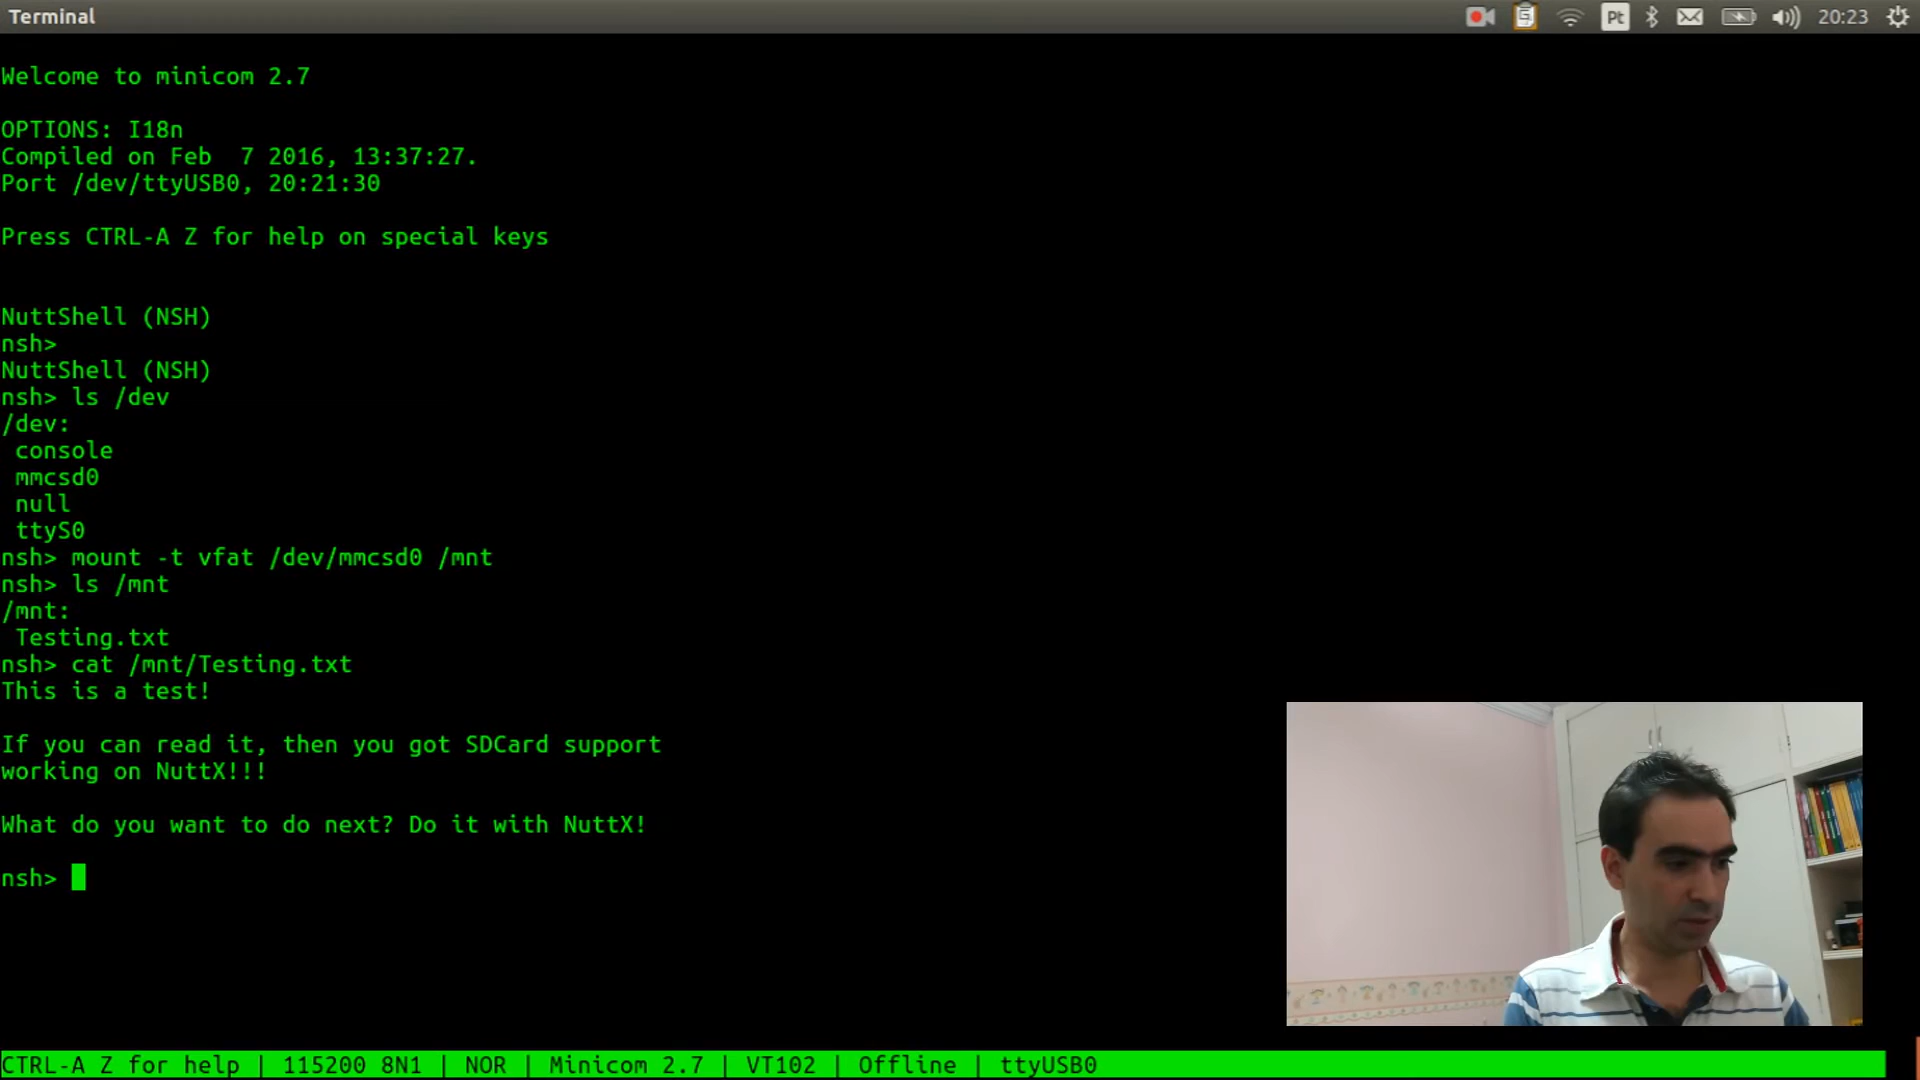 Terminal
Pt
20:23
Welcome to minicom 2.7
OPTIONS: I18n
Compiled on Feb  7 2016, 13:37:27.
Port /dev/ttyUSB0, 20:21:30
Press CTRL-A Z for help on special keys
NuttShell (NSH)
nsh>
NuttShell (NSH)
nsh> ls /dev
/dev:
 console
 mmcsd0
 null
 ttyS0
nsh> mount -t vfat /dev/mmcsd0 /mnt
nsh> ls /mnt
/mnt:
 Testing.txt
nsh> cat /mnt/Testing.txt
This is a test!
If you can read it, then you got SDCard support
working on NuttX!!!
What do you want to do next? Do it with NuttX!
nsh>
CTRL-A Z for help | 115200 8N1 | NOR | Minicom 2.7 | VT102 | Offline | ttyUSB0